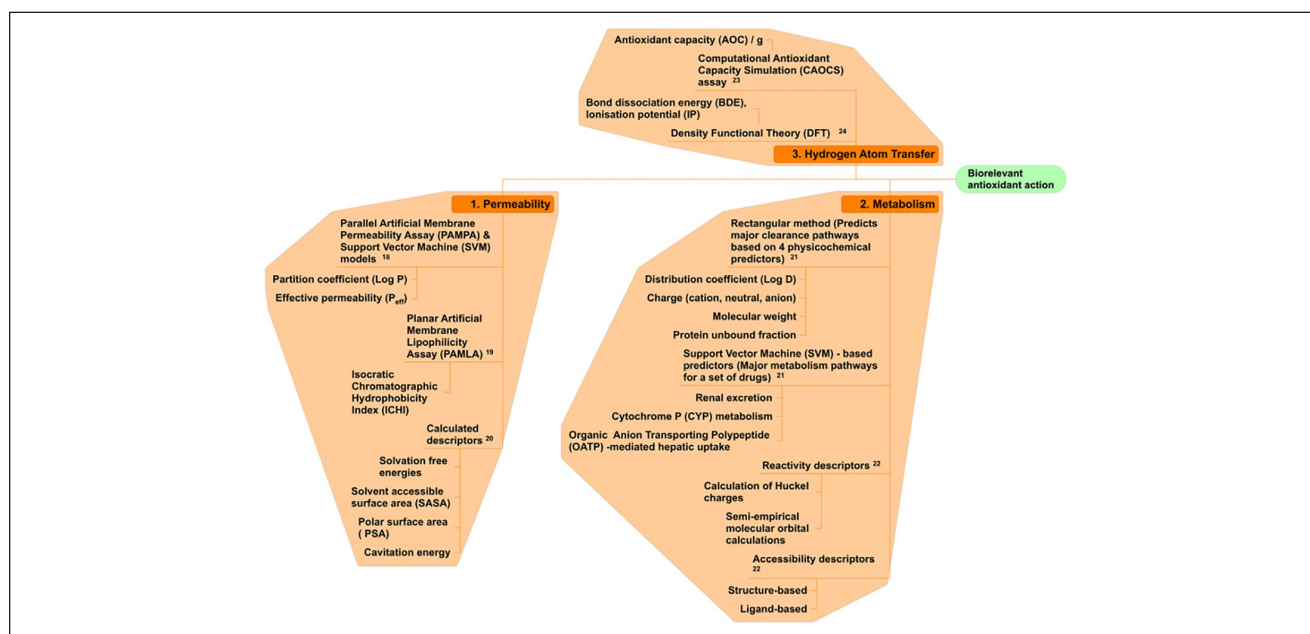 Antioxidant capacity (AOC) / g
Computational Antioxidant
Capacity Simulation (CAOCS)
assay 23
Bond dissociation energy (BDE),
Ionisation potential (IP)
Density Functional Theory (DFT) 24
3. Hydrogen Atom Transfer
Biorelevant
antioxidant action
1. Permeability
Parallel Artificial Membrane
Permeability Assay (PAMPA) &
Support Vector Machine (SVM)
models 18
Partition coefficient (Log P)
Effective permeability (Peff)
Planar Artificial
Membrane
Lipophilicity
Assay (PAMLA) 19
Isocratic
Chromatographic
Hydrophobicity
Index (ICHI)
Calculated
descriptors 20
Solvation free
energies
Solvent accessible
surface area (SASA)
Polar surface area
( PSA)
Cavitation energy
2. Metabolism
Rectangular method (Predicts
major clearance pathways
based on 4 physicochemical
predictors) 21
Distribution coefficient (Log D)
Charge (cation, neutral, anion)
Molecular weight
Protein unbound fraction
Support Vector Machine (SVM) - based
predictors (Major metabolism pathways
for a set of drugs) 21
Renal excretion
Cytochrome P (CYP) metabolism
Organic Anion Transporting Polypeptide
(OATP) -mediated hepatic uptake
Reactivity descriptors 22
Calculation of Huckel
charges
Semi-empirical
molecular orbital
calculations
Accessibility descriptors
22
Structure-based
Ligand-based